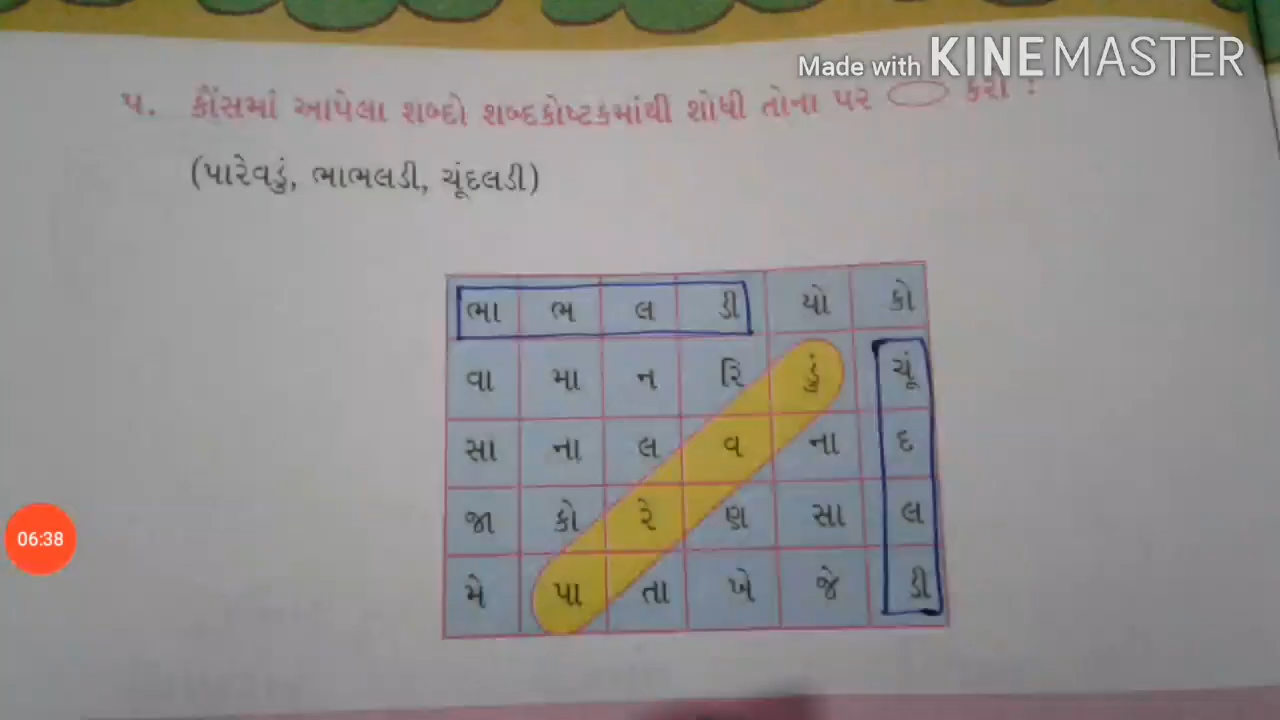 Made with KINEMASTER
૫. કૌંસમાં આપેલા શબ્દો શબ્દકોષ્ટકમાંથી શોધી તેના પર કરો :
(પારેવડું, ભાભલડી, ચૂંદલડી)
ભા ભ લ ડી યો કો
વા મા ન રિ ડું ચૂં
સા ના લ વ ના દ
જા કો રે ણ સા લ
મે પા તા ખે જે ડી
06:38